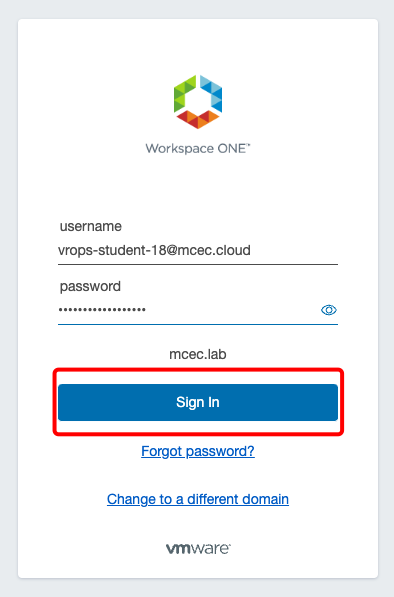 Workspace ONE™
username
vrops-student-18@mcec.cloud
password
••••••••••••••••••
mcec.lab
Sign In
Forgot password?
Change to a different domain
vmware®